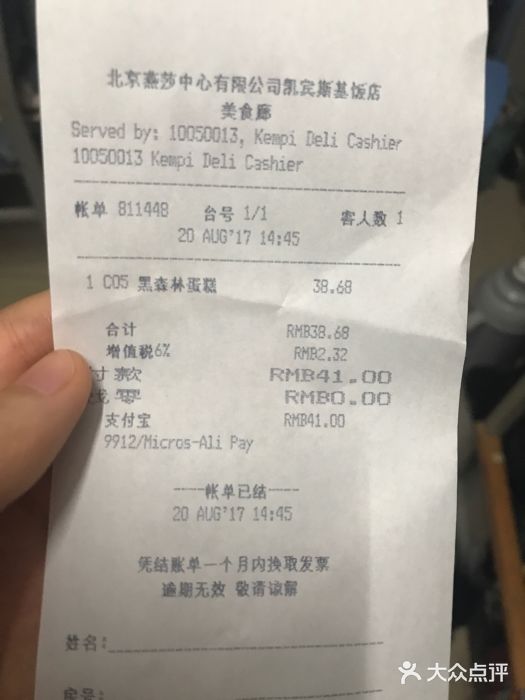 北京燕莎中心有限公司凯宾斯基饭店
美食廊
Served by: 10050013, Kempi Deli Cashier
10050013 Kempi Deli Cashier
帐单 811448 台号 1/1 客人数 1
20 AUG'17 14:45
1 C05 黑森林蛋糕 38.68
合计 RMB38.68
增值税6% RMB2.32
付款 RMB41.00
找零 RMB0.00
支付宝 RMB41.00
9912/Micros-Ali Pay
----帐单已结----
20 AUG'17 14:45
凭结账单一个月内换取发票
逾期无效 敬请谅解
姓名:
房号:
大众点评